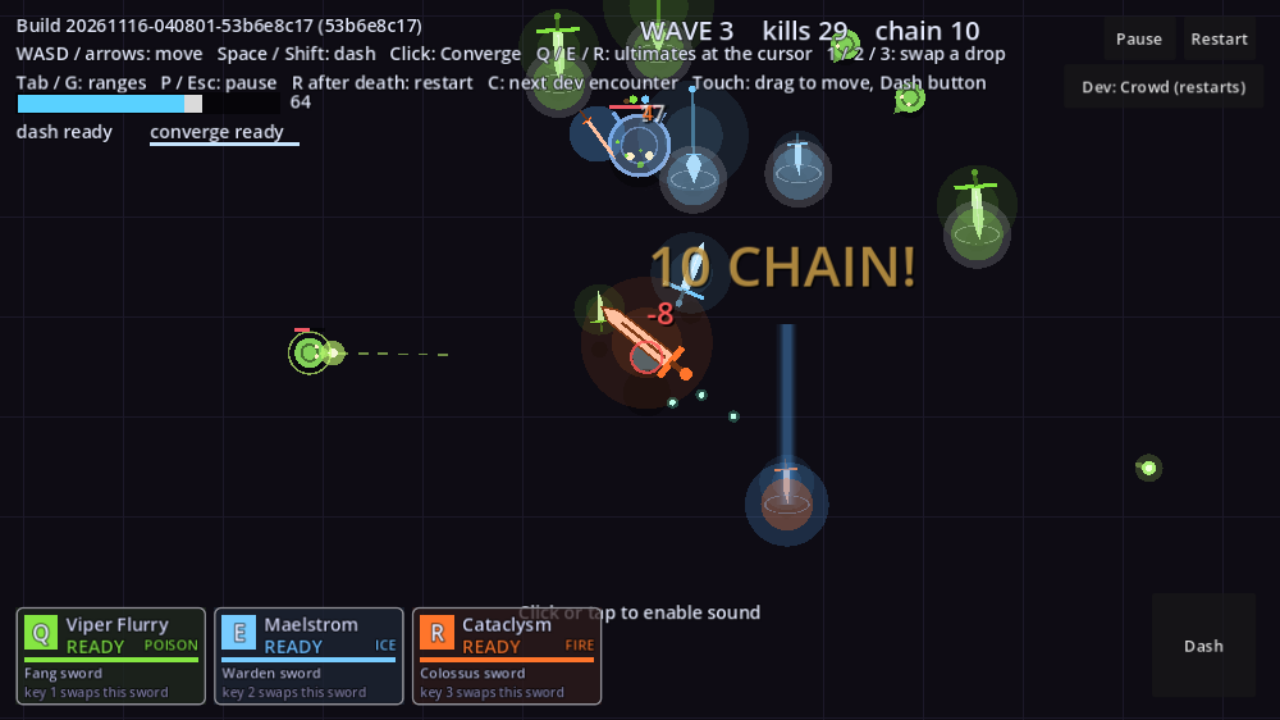 Build 20261116-040801-53b6e8c17 (53b6e8c17)
WAVE 3 kills 29 chain 10
Pause
Restart
WASD / arrows: move Space / Shift: dash Click: Converge Q / E / R: ultimates at the cursor 1 / 2 / 3: swap a drop
Tab / G: ranges P / Esc: pause R after death: restart C: next dev encounter Touch: drag to move, Dash button
Dev: Crowd (restarts)
64
dash ready
converge ready
10 CHAIN!
-8
Click or tap to enable sound
Q
Viper Flurry
READY
POISON
Fang sword
key 1 swaps this sword
E
Maelstrom
READY
ICE
Warden sword
key 2 swaps this sword
R
Cataclysm
READY
FIRE
Colossus sword
key 3 swaps this sword
Dash